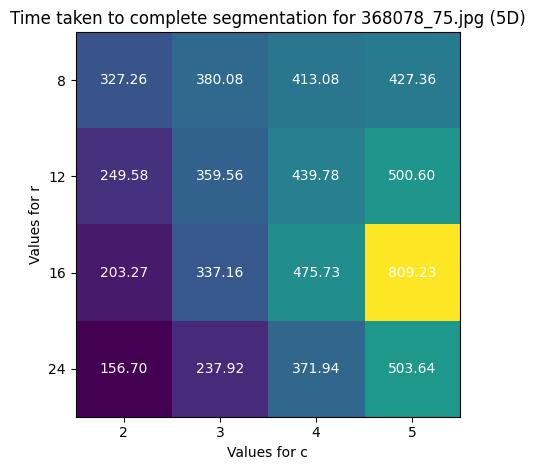 Time taken to complete segmentation for 368078_75.jpg (5D)
8 327.26 380.08 413.08 427.36
12 249.58 359.56 439.78 500.60
Values for r
16 203.27 337.16 475.73 809.23
24 156.70 237.92 371.94 503.64
2 3 4 5
Values for c